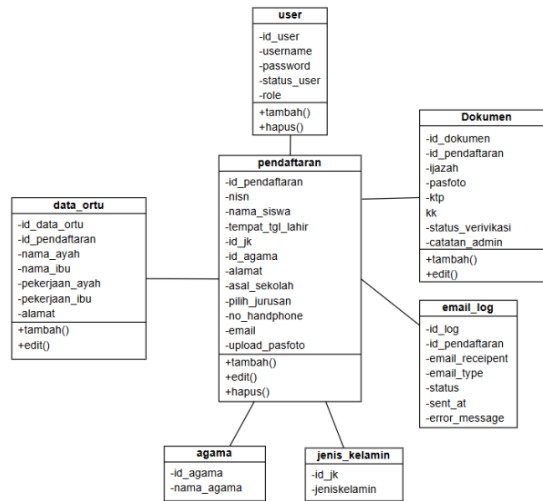 user
-id_user
-username
-password
-status_user
-role
+tambah()
+hapus()
Dokumen
-id_dokumen
-id_pendaftaran
-ijazah
-pasfoto
-ktp
kk
-status_verivikasi
-catatan_admin
+tambah()
+edit()
pendaftaran
-id_pendaftaran
-nisn
-nama_siswa
-tempat_tgl_lahir
-id_jk
-id_agama
-alamat
-asal_sekolah
-pilih_jurusan
-no_handphone
-email
-upload_pasfoto
+tambah()
+edit()
+hapus()
data_ortu
-id_data_ortu
-id_pendaftaran
-nama_ayah
-nama_ibu
-pekerjaan_ayah
-pekerjaan_ibu
-alamat
+tambah()
+edit()
email_log
-id_log
-id_pendaftaran
-email_receipent
-email_type
-status
-sent_at
-error_message
agama
-id_agama
-nama_agama
jenis_kelamin
-id_jk
-jeniskelamin